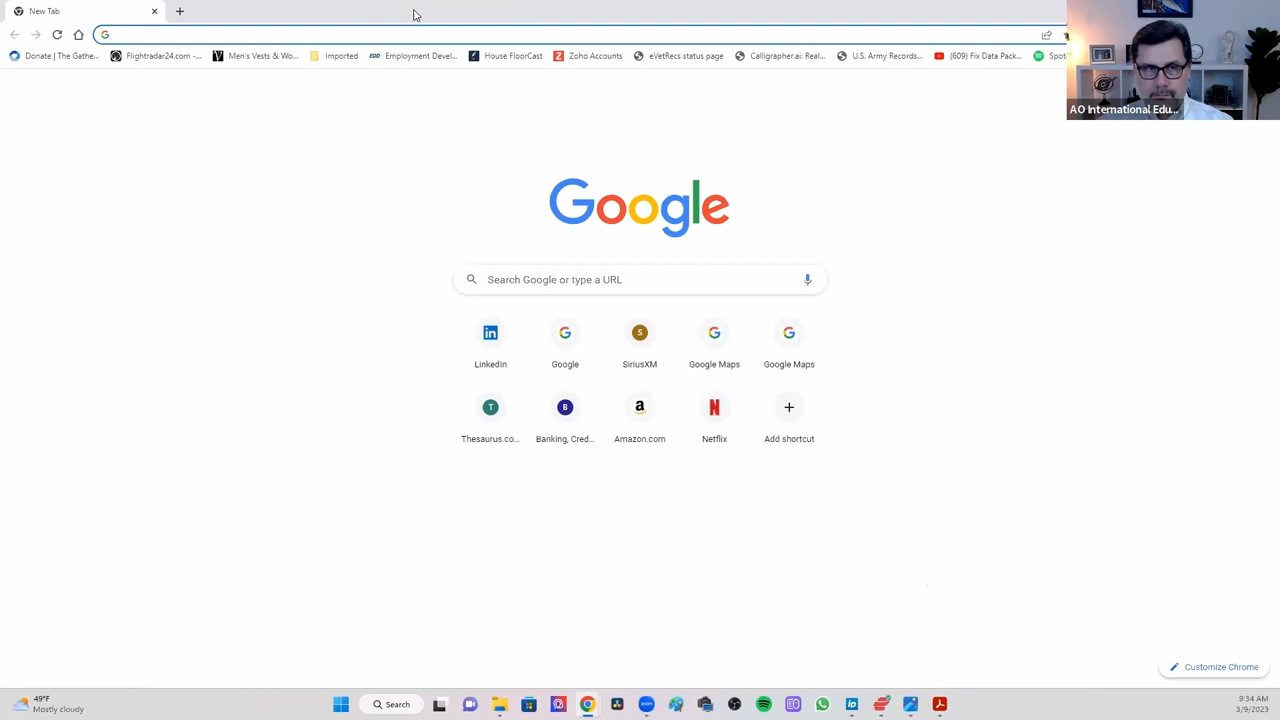 New Tab
Donate | The Gathe...
Flightradar24.com -...
Men's Vests & Wo...
Imported
EDD Employment Devel...
House FloorCast
Zoho Accounts
eVetRecs status page
Calligrapher.ai: Real...
U.S. Army Records...
(609) Fix Data Pack...
Spoti
AO International Edu...
Google
Search Google or type a URL
LinkedIn
Google
SiriusXM
Google Maps
Google Maps
Thesaurus.co...
Banking, Cred...
Amazon.com
Netflix
Add shortcut
Customize Chrome
49°F
Mostly cloudy
Search
9:34 AM
3/9/2023